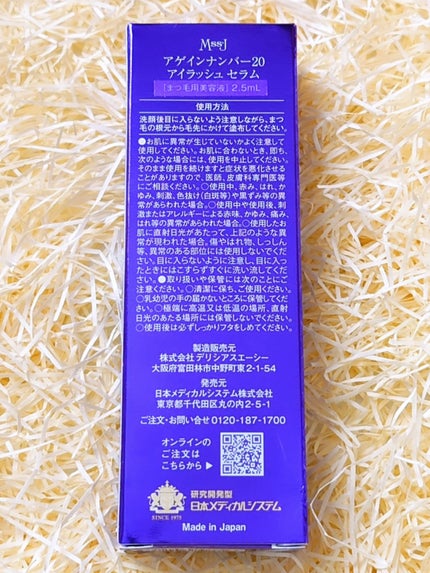 MssJ
アゲインナンバー20
アイラッシュ セラム
[まつ毛用美容液] 2.5mL
使用方法
洗顔後目に入らないよう注意しながら、まつ
毛の根元から毛先にかけて塗布してください。
●お肌に異常が生じていないかよく注意して
使用してください。お肌に合わないとき、即ち、
次のような場合には、使用を中止してください。
そのまま使用を続けますと症状を悪化させる
ことがありますので、医師、皮膚科専門医等
にご相談ください。○使用中、赤み、はれ、か
ゆみ、刺激、色抜け(白斑等)や黒ずみ等の異
常があらわれた場合。○使用中や使用後、刺
激またはアレルギーによる赤味、かゆみ、痛み、
はれ等の異常があらわれた場合。○使用したお
肌に直射日光があたって、上記のような異
常が現われた場合。傷やはれ物、しっしん
等、異常のある部位には使用しないでくださ
い。目に入らないように注意し、目に入っ
たときにはこすらずすぐに洗い流してくだ
さい。●取り扱いや保管には次のことにご
注意ください。○清潔に保ちご使用ください。
○乳幼児の手の届かないところに保管してくだ
さい。○極端に高温又は低温の場所、直射
日光のあたる場所には保管しないでください。
○使用後は必ずしっかりフタをしめてください。
製造販売元
株式会社 デリシアスエーシー
大阪府富田林市中野町東2-1-54
発売元
日本メディカルシステム株式会社
東京都千代田区丸の内2-5-1
ご注文・お問い合せ 0120-187-1700
オンラインの
ご注文は
こちらから▶
SINCE 1975
研究開発型
日本メディカルシステム
Made in Japan